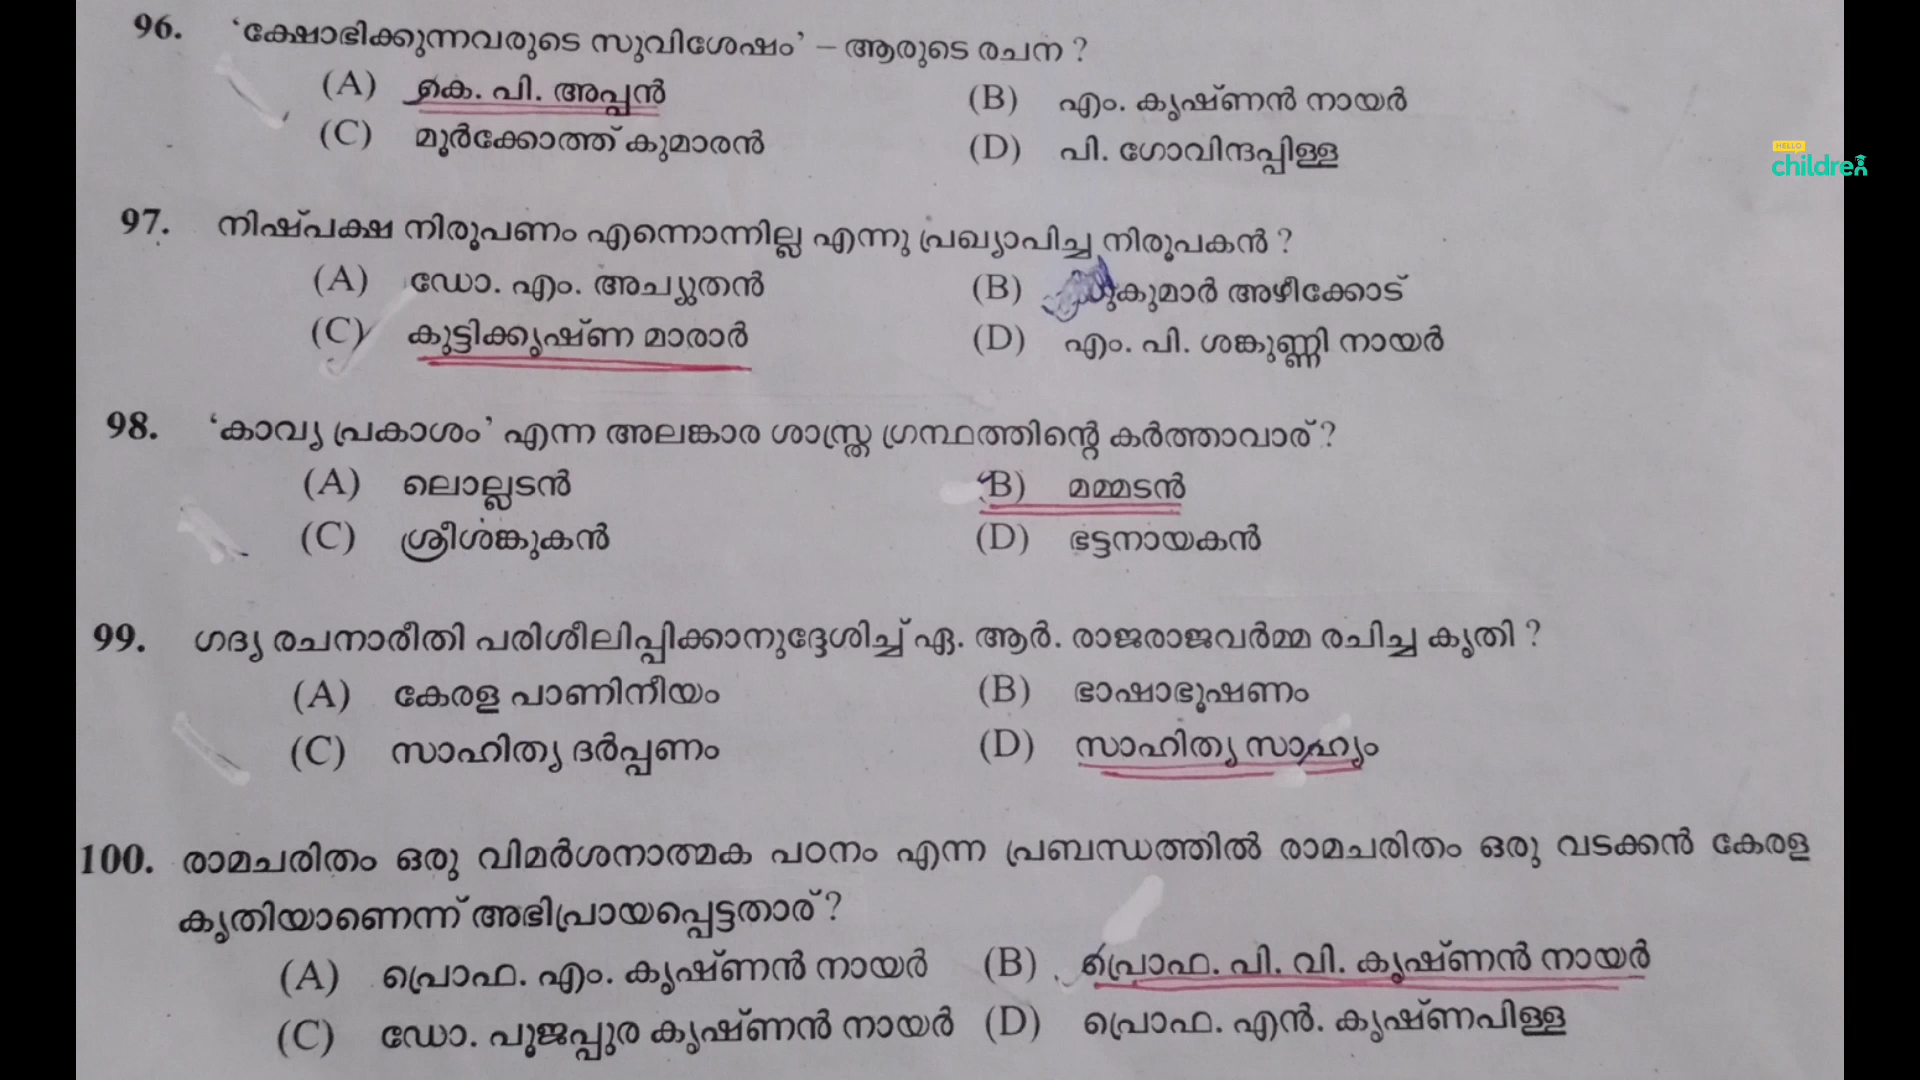 96. ‘ക്ഷോഭിക്കുന്നവരുടെ സുവിശേഷം’ – ആരുടെ രചന ?
(A) കെ. പി. അപ്പൻ (B) എം. കൃഷ്ണൻ നായർ
(C) മൂർക്കോത്ത് കുമാരൻ (D) പി. ഗോവിന്ദപ്പിള്ള
HELLO
children
97. നിഷ്പക്ഷ നിരൂപണം എന്നൊന്നില്ല എന്നു പ്രഖ്യാപിച്ച നിരൂപകൻ ?
(A) ഡോ. എം. അച്യുതൻ (B) സുകുമാർ അഴീക്കോട്
(C) കുട്ടിക്കൃഷ്ണ മാരാർ (D) എം. പി. ശങ്കുണ്ണി നായർ
98. ‘കാവ്യ പ്രകാശം’ എന്ന അലങ്കാര ശാസ്ത്ര ഗ്രന്ഥത്തിന്റെ കർത്താവാര് ?
(A) ലൊല്ലടൻ (B) മമ്മടൻ
(C) ശ്രീശങ്കുകൻ (D) ഭട്ടനായകൻ
99. ഗദ്യ രചനാരീതി പരിശീലിപ്പിക്കാനുദ്ദേശിച്ച് ഏ. ആർ. രാജരാജവർമ്മ രചിച്ച കൃതി ?
(A) കേരള പാണിനീയം (B) ഭാഷാഭൂഷണം
(C) സാഹിത്യ ദർപ്പണം (D) സാഹിത്യ സാഹ്യം
100. രാമചരിതം ഒരു വിമർശനാത്മക പഠനം എന്ന പ്രബന്ധത്തിൽ രാമചരിതം ഒരു വടക്കൻ കേരള
കൃതിയാണെന്ന് അഭിപ്രായപ്പെട്ടതാര് ?
(A) പ്രൊഫ. എം. കൃഷ്ണൻ നായർ (B) പ്രൊഫ. പി. വി. കൃഷ്ണൻ നായർ
(C) ഡോ. പൂജപ്പുര കൃഷ്ണൻ നായർ (D) പ്രൊഫ. എൻ. കൃഷ്ണപിള്ള